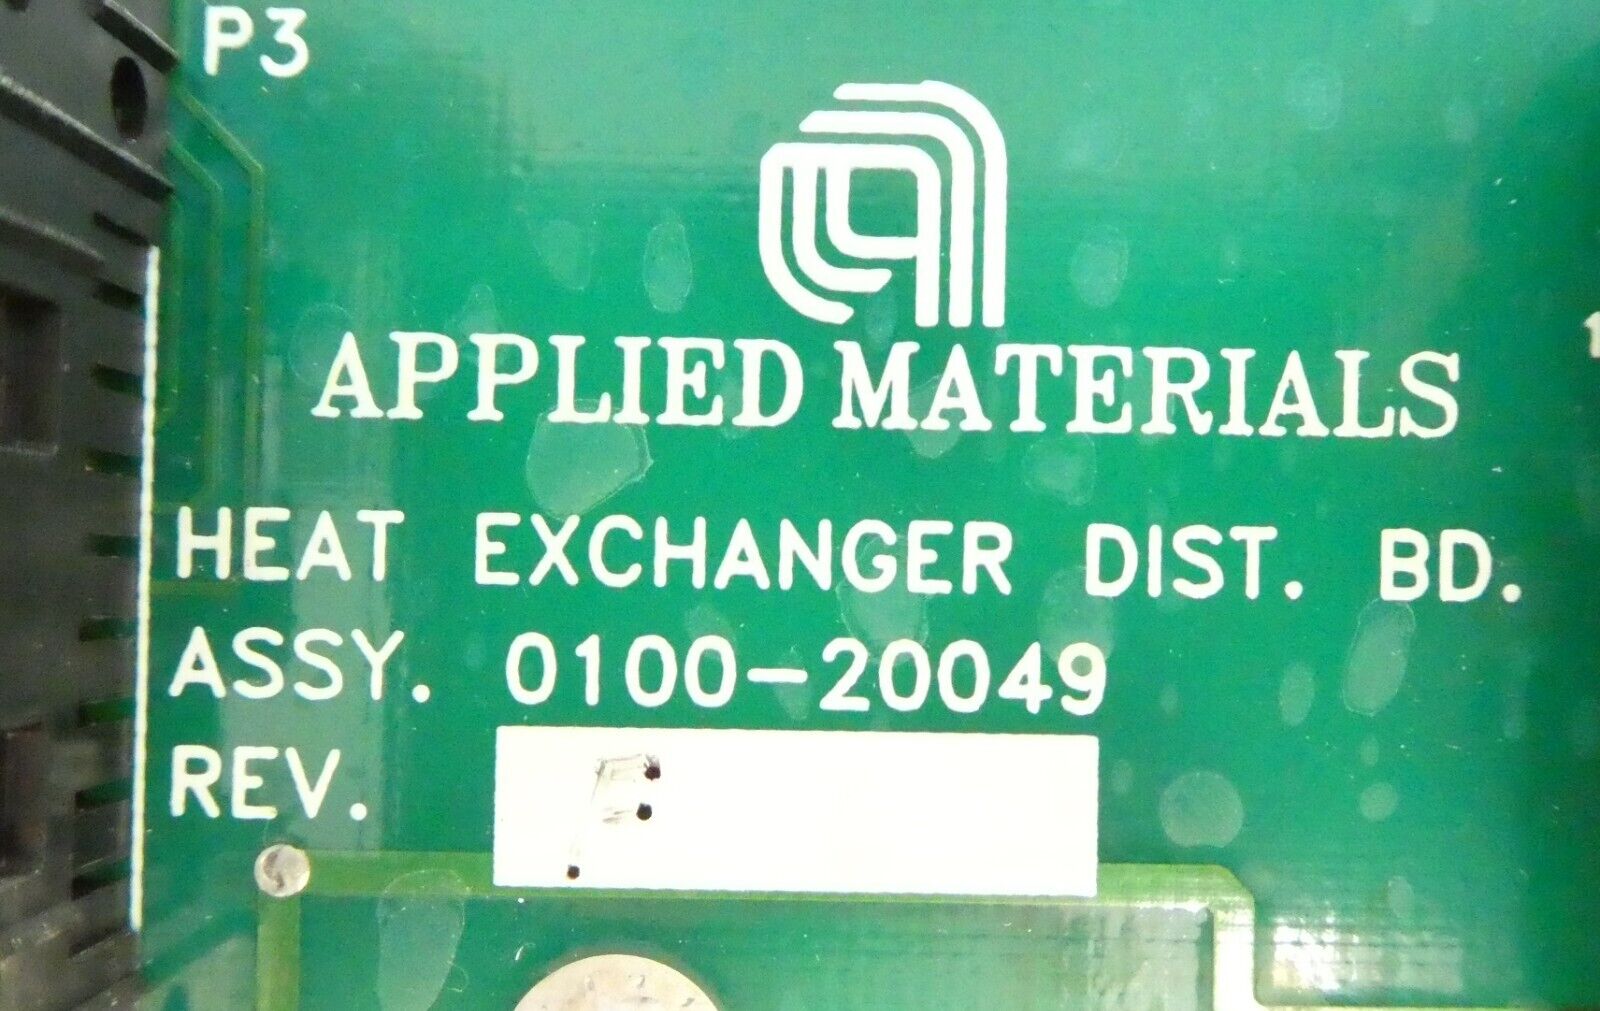 P3
APPLIED MATERIALS
HEAT EXCHANGER DIST. BD.
ASSY. 0100-20049
REV.